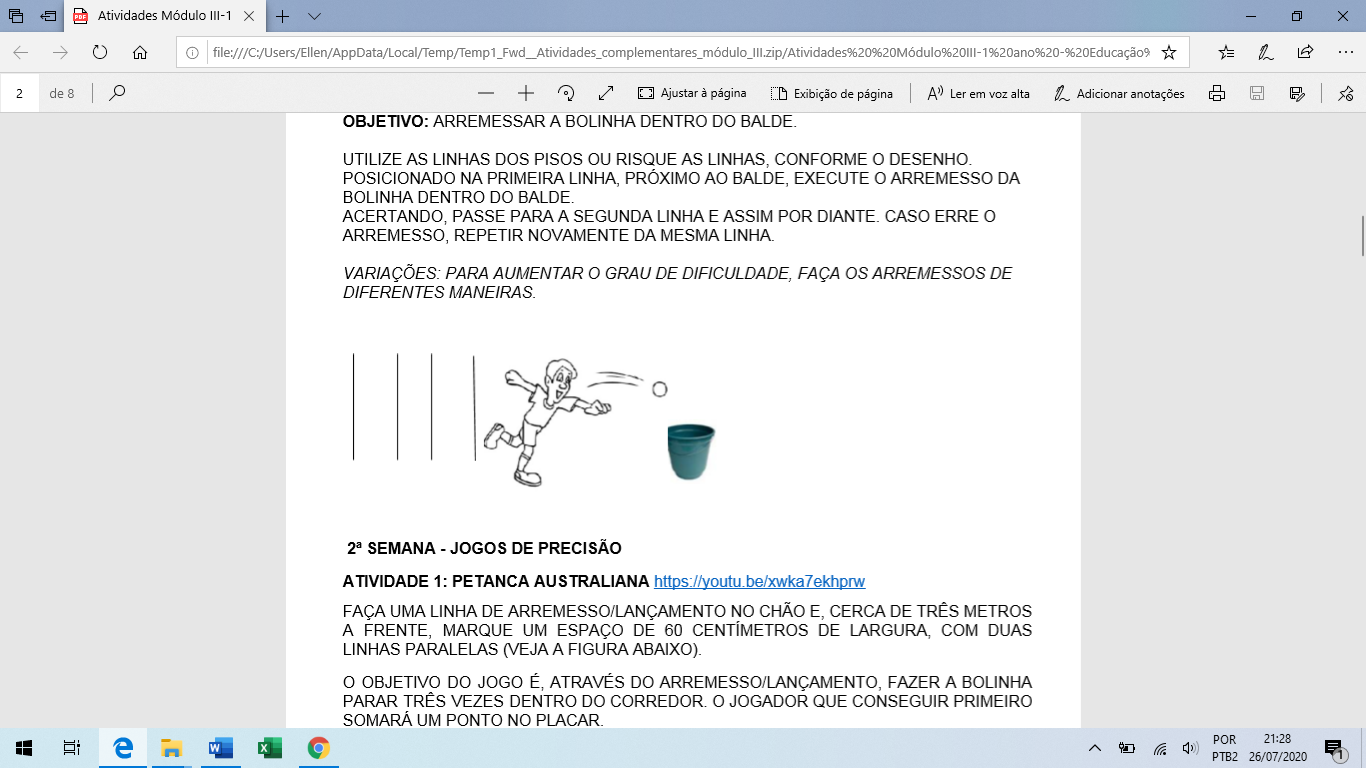 Atividades Módulo III-1
file:///C:/Users/Ellen/AppData/Local/Temp/Temp1_Fwd__Atividades_complementares_módulo_III.zip/Atividades%20%20Módulo%20III-1%20ano%20-%20Educação%
2 de 8 Ajustar à página Exibição de página Ler em voz alta Adicionar anotações
OBJETIVO: ARREMESSAR A BOLINHA DENTRO DO BALDE.
UTILIZE AS LINHAS DOS PISOS OU RISQUE AS LINHAS, CONFORME O DESENHO.
POSICIONADO NA PRIMEIRA LINHA, PRÓXIMO AO BALDE, EXECUTE O ARREMESSO DA
BOLINHA DENTRO DO BALDE.
ACERTANDO, PASSE PARA A SEGUNDA LINHA E ASSIM POR DIANTE. CASO ERRE O
ARREMESSO, REPETIR NOVAMENTE DA MESMA LINHA.
VARIAÇÕES: PARA AUMENTAR O GRAU DE DIFICULDADE, FAÇA OS ARREMESSOS DE
DIFERENTES MANEIRAS.
2ª SEMANA - JOGOS DE PRECISÃO
ATIVIDADE 1: PETANCA AUSTRALIANA https://youtu.be/xwka7ekhprw
FAÇA UMA LINHA DE ARREMESSO/LANÇAMENTO NO CHÃO E, CERCA DE TRÊS METROS
A FRENTE, MARQUE UM ESPAÇO DE 60 CENTÍMETROS DE LARGURA, COM DUAS
LINHAS PARALELAS (VEJA A FIGURA ABAIXO).
O OBJETIVO DO JOGO É, ATRAVÉS DO ARREMESSO/LANÇAMENTO, FAZER A BOLINHA
PARAR TRÊS VEZES DENTRO DO CORREDOR. O JOGADOR QUE CONSEGUIR PRIMEIRO
SOMARÁ UM PONTO NO PLACAR.
POR 21:28
PTB2 26/07/2020 1